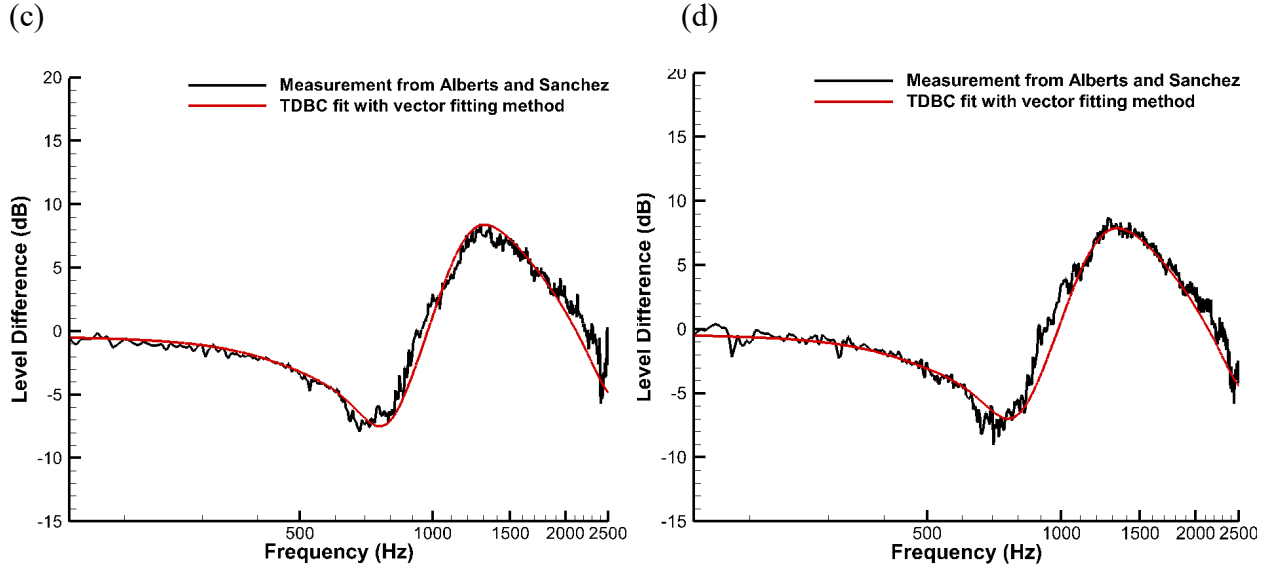 (c)
(d)
20
15
10
5
0
-5
-10
-15
Level Difference (dB)
Measurement from Alberts and Sanchez
TDBC fit with vector fitting method
500
1000
1500
2000
2500
Frequency (Hz)
20
15
10
5
0
-5
-10
-15
Level Difference (dB)
Measurement from Alberts and Sanchez
TDBC fit with vector fitting method
500
1000
1500
2000
2500
Frequency (Hz)